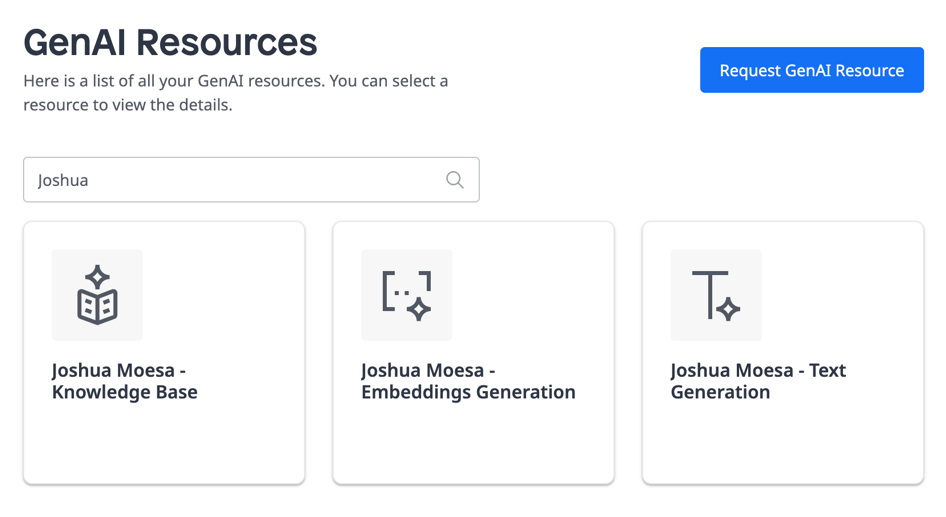 GenAI Resources
Here is a list of all your GenAI resources. You can select a
resource to view the details.
Request GenAI Resource
Joshua
Joshua Moesa -
Knowledge Base
Joshua Moesa -
Embeddings Generation
Joshua Moesa - Text
Generation